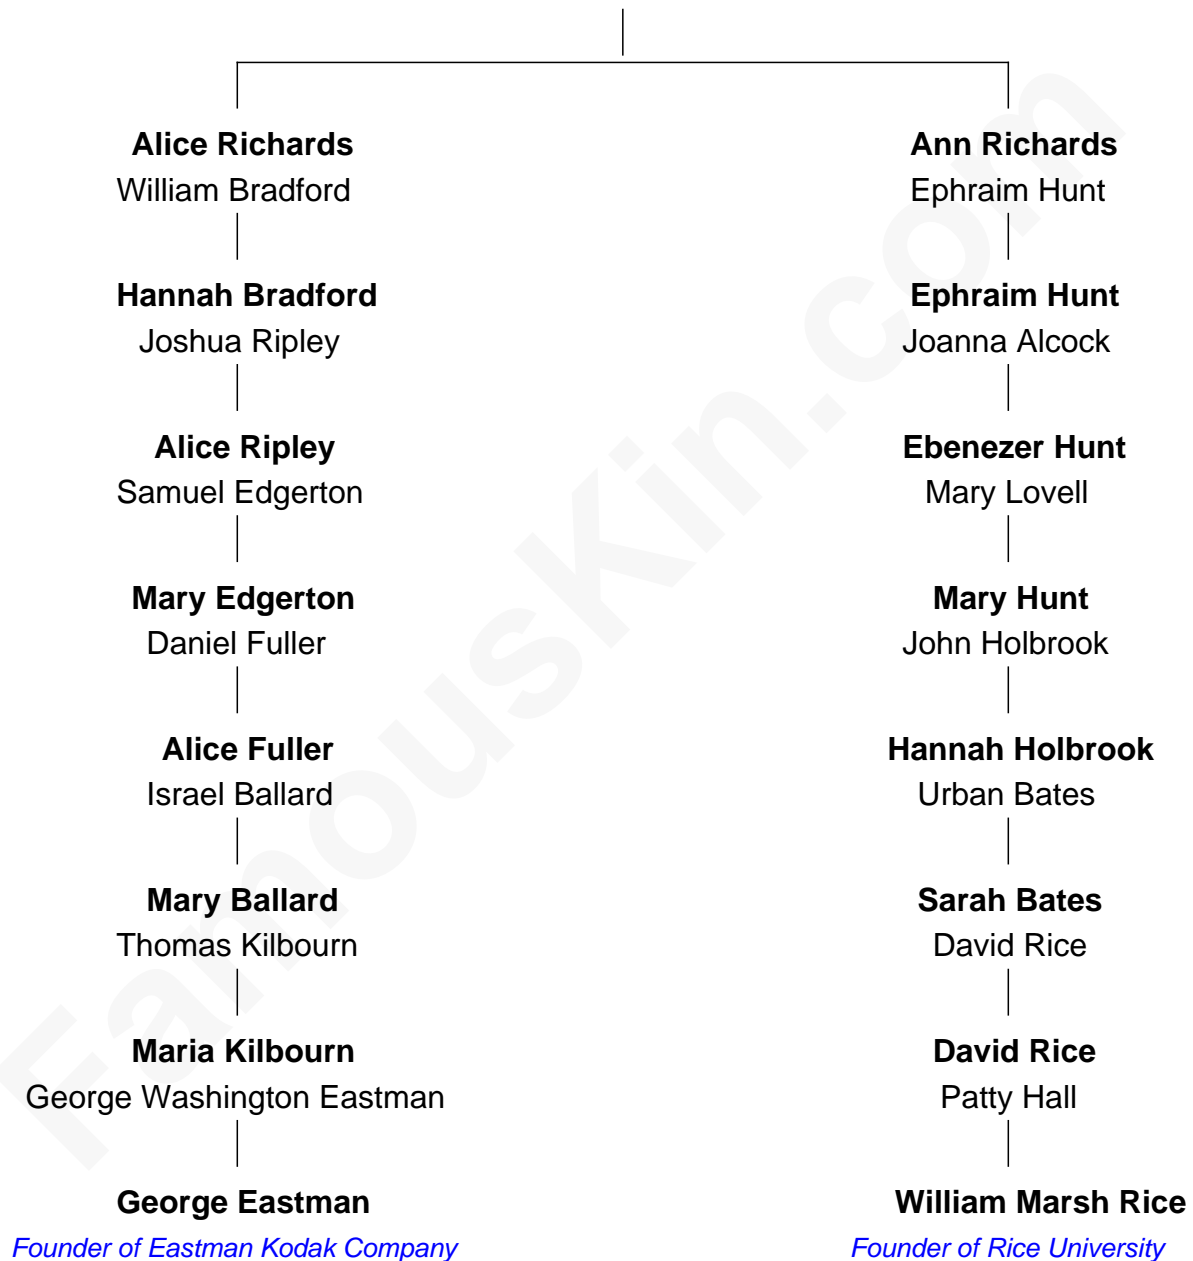 Alice Richards
William Bradford
Hannah Bradford
Joshua Ripley
Alice Ripley
Samuel Edgerton
Mary Edgerton
Daniel Fuller
Alice Fuller
Israel Ballard
Mary Ballard
Thomas Kilbourn
Maria Kilbourn
George Washington Eastman
George Eastman
Founder of Eastman Kodak Company
Ann Richards
Ephraim Hunt
Ephraim Hunt
Joanna Alcock
Ebenezer Hunt
Mary Lovell
Mary Hunt
John Holbrook
Hannah Holbrook
Urban Bates
Sarah Bates
David Rice
David Rice
Patty Hall
William Marsh Rice
Founder of Rice University
FamousKin.com